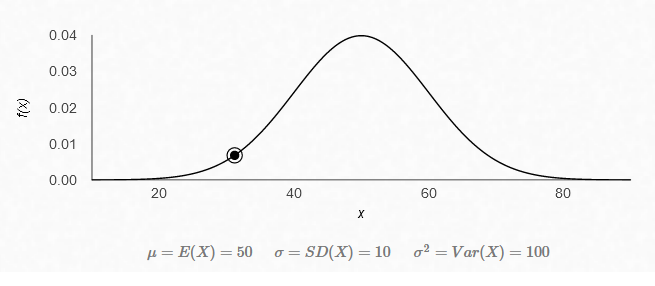 0.04
0.03
0.02
0.01
0.00
f(x)
20 40 60 80
x
μ = E(X) = 50 σ = SD(X) = 10 σ² = Var(X) = 100